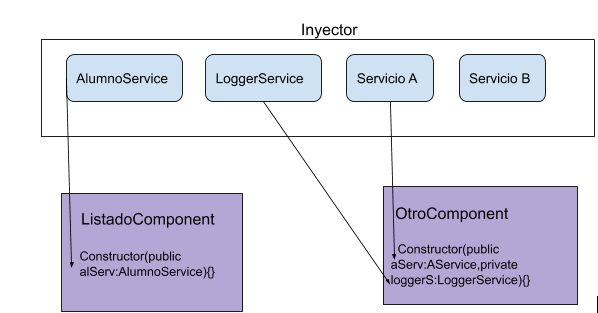 Inyector
AlumnoService
LoggerService
Servicio A
Servicio B
ListadoComponent
Constructor(public
alServ:AlumnoService){}
OtroComponent
Constructor(public
aServ:AService,private
loggerS:LoggerService){}